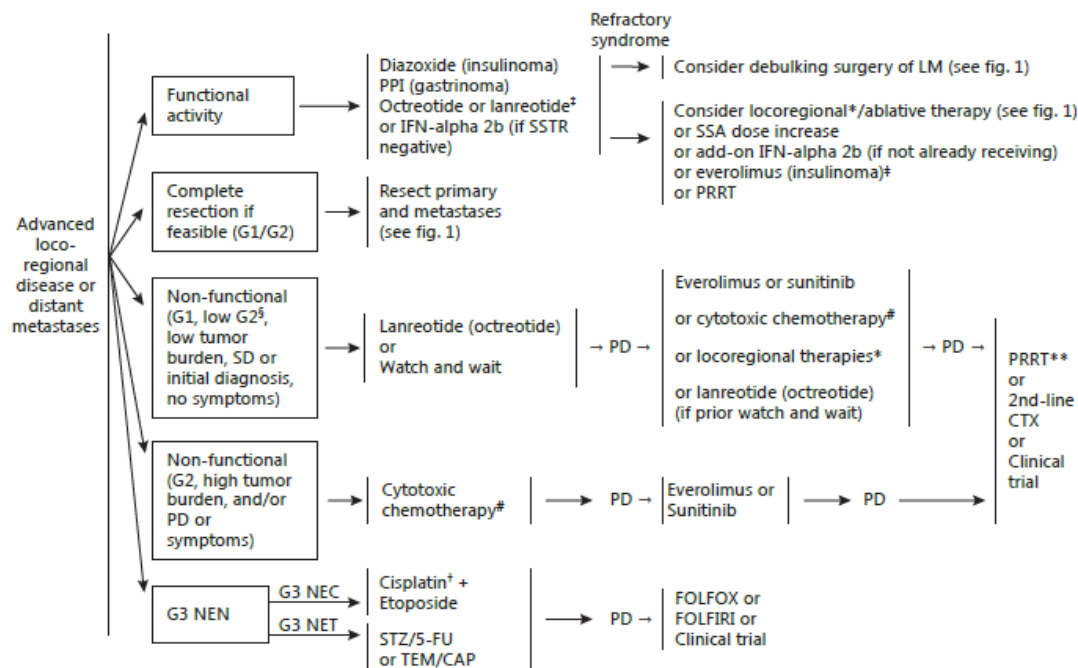 Advanced
loco-
regional
disease or
distant
metastases
Functional
activity
Diazoxide (insulinoma)
PPI (gastrinoma)
Octreotide or lanreotide‡
or IFN-alpha 2b (if SSTR
negative)
Refractory
syndrome
Consider debulking surgery of LM (see fig. 1)
Consider locoregional*/ablative therapy (see fig. 1)
or SSA dose increase
or add-on IFN-alpha 2b (if not already receiving)
or everolimus (insulinoma)‡
or PRRT
Complete
resection if
feasible (G1/G2)
Resect primary
and metastases
(see fig. 1)
Non-functional
(G1, low G2§,
low tumor
burden, SD or
initial diagnosis,
no symptoms)
Lanreotide (octreotide)
or
Watch and wait
→ PD →
Everolimus or sunitinib
or cytotoxic chemotherapy#
or locoregional therapies*
or lanreotide (octreotide)
(if prior watch and wait)
→ PD →
PRRT**
or
2nd-line
CTX
or
Clinical
trial
Non-functional
(G2, high tumor
burden, and/or
PD or
symptoms)
Cytotoxic
chemotherapy#
PD →
Everolimus or
Sunitinib
PD
G3 NEN
G3 NEC
Cisplatin† +
Etoposide
G3 NET
STZ/5-FU
or TEM/CAP
PD →
FOLFOX or
FOLFIRI or
Clinical trial